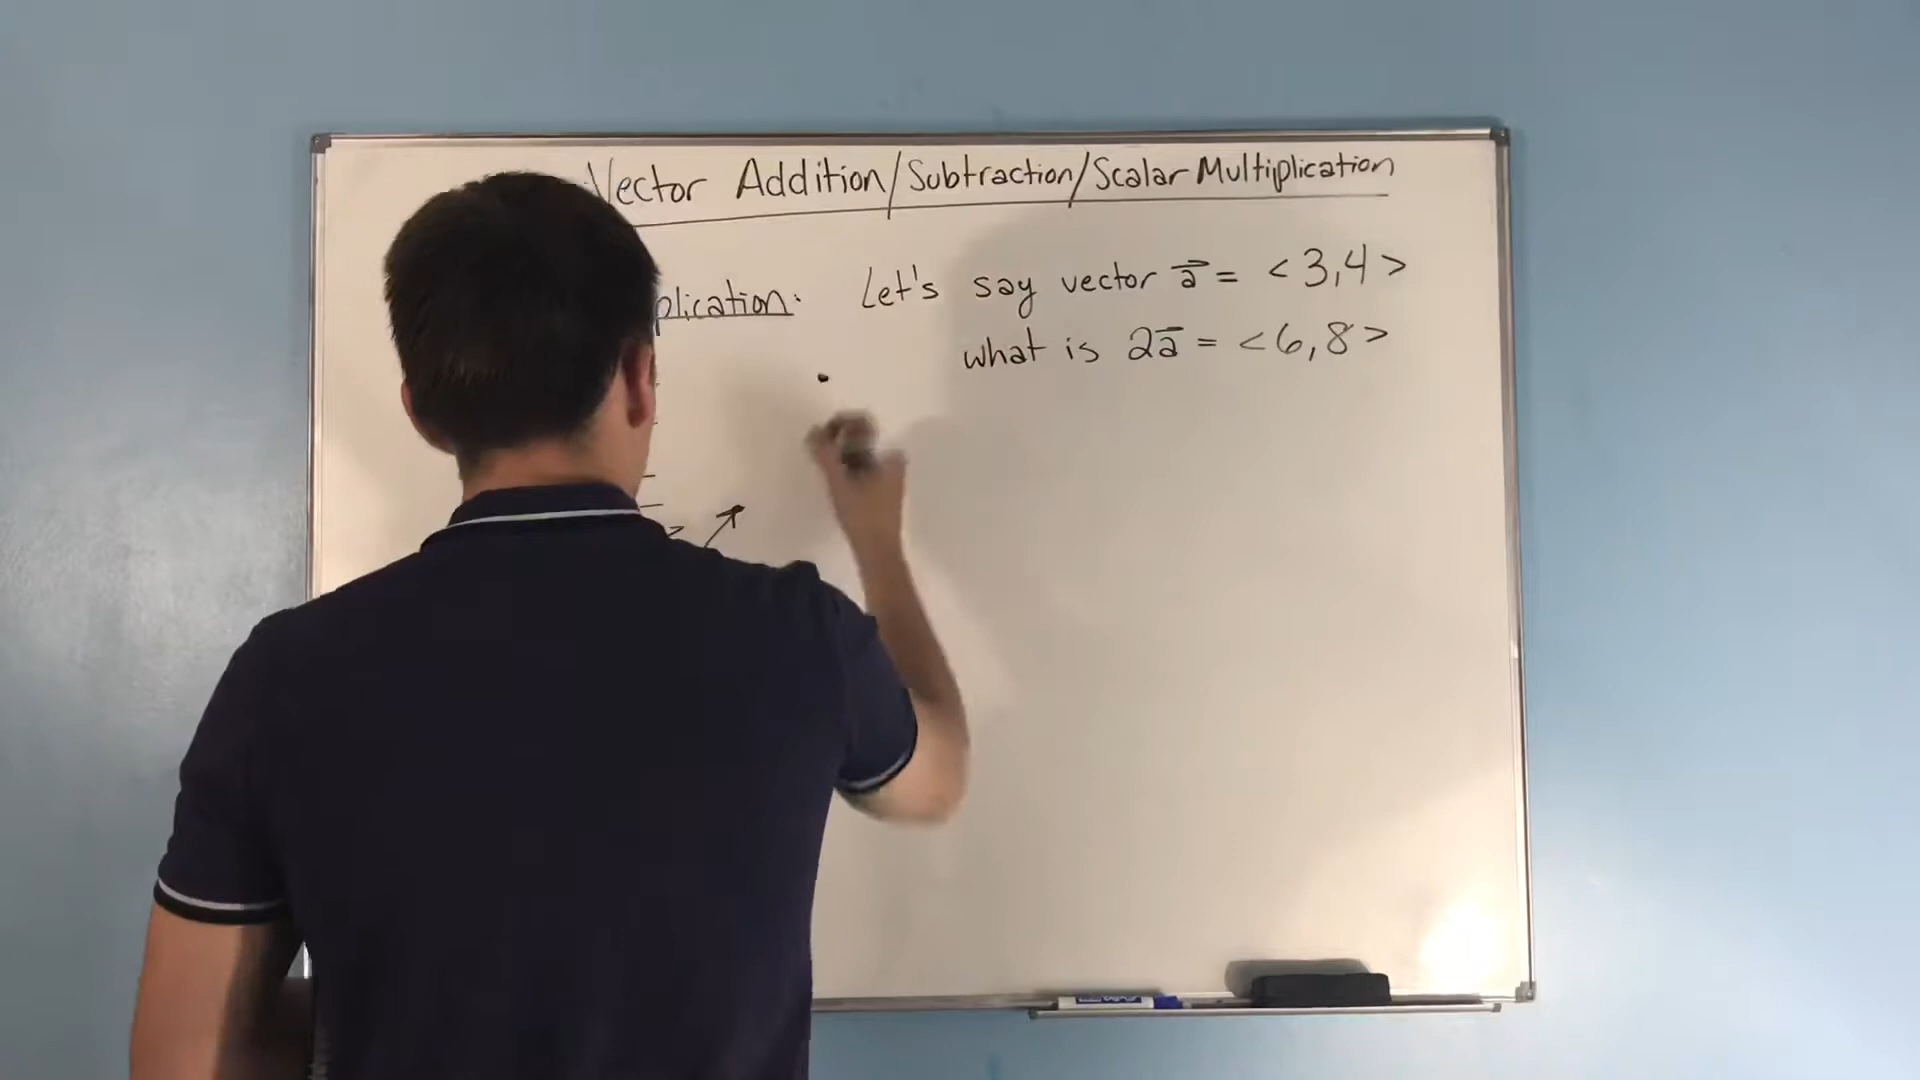 Vector Addition/Subtraction/Scalar Multiplication
plication: Let's say vector a⃗ = <3,4>
what is 2a⃗ = <6,8>